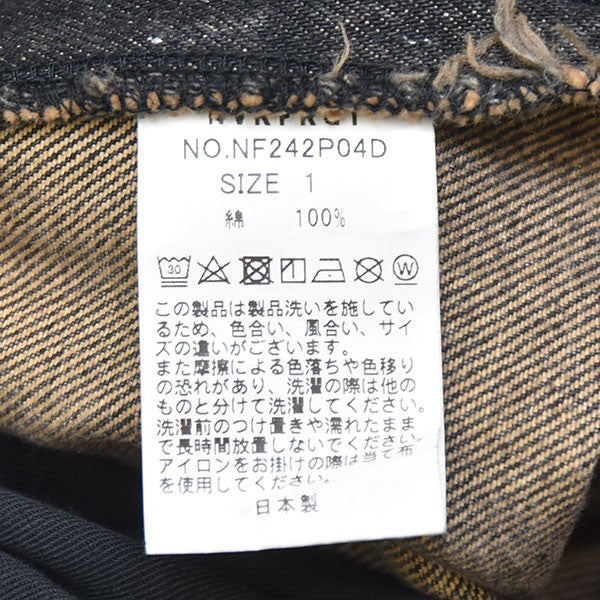 NO.NF242P04D
SIZE 1
綿 100%
30 W
この製品は製品洗いを施してい
るため、色合い、風合い、サイ
ズの違いがございます。
また摩擦による色落ちや色移り
の恐れがあり、洗濯の際は他の
ものと分けて洗濯してください。
洗濯前のつけ置きや濡れたまま
で長時間放置しないでください。
アイロンをお掛けの際は当て布
を使用してください。
日本製